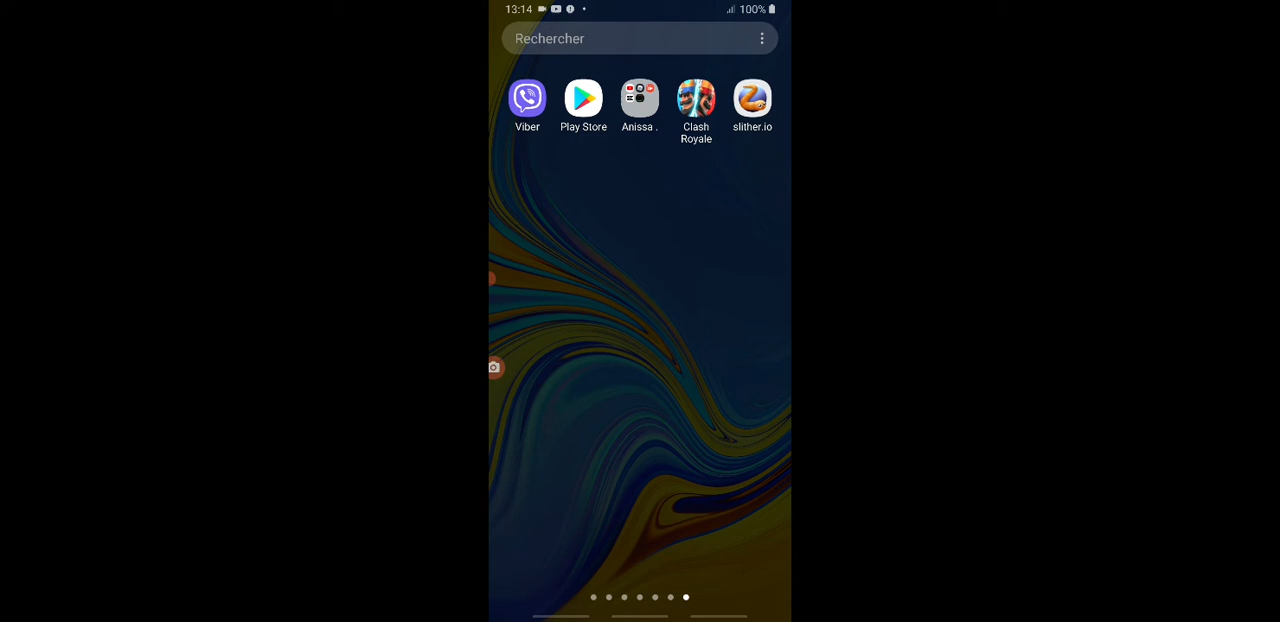 13:14 100%
Rechercher
Viber
Play Store
Anissa .
Clash Royale
slither.io